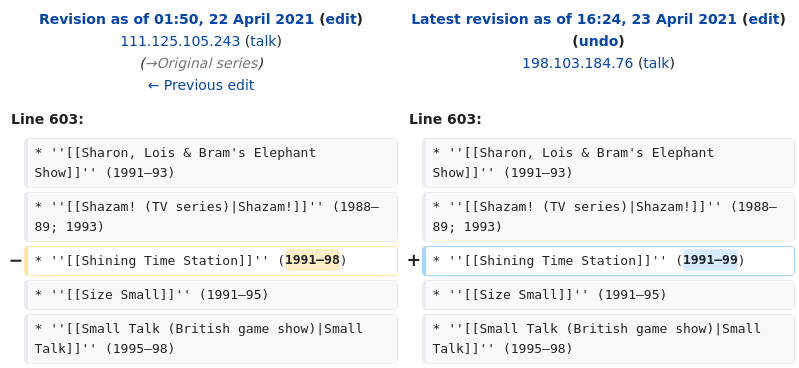 Revision as of 01:50, 22 April 2021 (edit)
111.125.105.243 (talk)
(→Original series)
← Previous edit
Latest revision as of 16:24, 23 April 2021 (edit)
(undo)
198.103.184.76 (talk)
Line 603:
Line 603:
* ''[[Sharon, Lois & Bram's Elephant
Show]]'' (1991–93)
* ''[[Sharon, Lois & Bram's Elephant
Show]]'' (1991–93)
* ''[[Shazam! (TV series)|Shazam!]]'' (1988–
89; 1993)
* ''[[Shazam! (TV series)|Shazam!]]'' (1988–
89; 1993)
− * ''[[Shining Time Station]]'' (1991–98)
+ * ''[[Shining Time Station]]'' (1991–99)
* ''[[Size Small]]'' (1991–95)
* ''[[Size Small]]'' (1991–95)
* ''[[Small Talk (British game show)|Small
Talk]]'' (1995–98)
* ''[[Small Talk (British game show)|Small
Talk]]'' (1995–98)